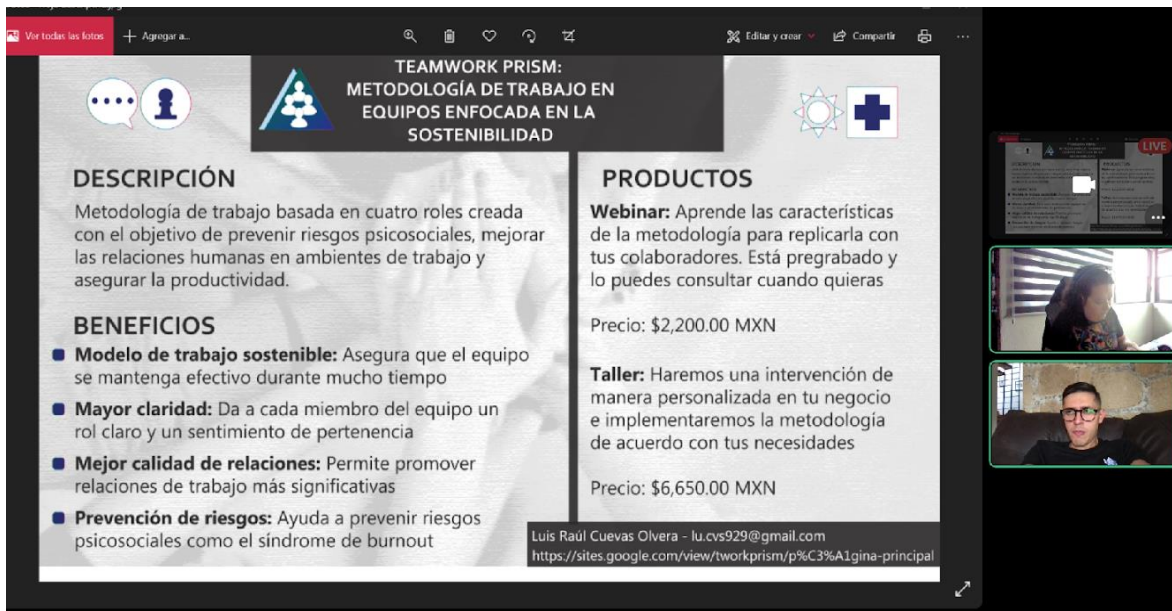 Ver todas las fotos
Agregar a...
Editar y crear
Compartir
TEAMWORK PRISM:
METODOLOGÍA DE TRABAJO EN
EQUIPOS ENFOCADA EN LA
SOSTENIBILIDAD
DESCRIPCIÓN
Metodología de trabajo basada en cuatro roles creada
con el objetivo de prevenir riesgos psicosociales, mejorar
las relaciones humanas en ambientes de trabajo y
asegurar la productividad.
BENEFICIOS
Modelo de trabajo sostenible: Asegura que el equipo
se mantenga efectivo durante mucho tiempo
Mayor claridad: Da a cada miembro del equipo un
rol claro y un sentimiento de pertenencia
Mejor calidad de relaciones: Permite promover
relaciones de trabajo más significativas
Prevención de riesgos: Ayuda a prevenir riesgos
psicosociales como el síndrome de burnout
PRODUCTOS
Webinar: Aprende las características
de la metodología para replicarla con
tus colaboradores. Está pregrabado y
lo puedes consultar cuando quieras
Precio: $2,200.00 MXN
Taller: Haremos una intervención de
manera personalizada en tu negocio
e implementaremos la metodología
de acuerdo con tus necesidades
Precio: $6,650.00 MXN
Luis Raúl Cuevas Olvera - lu.cvs929@gmail.com
https://sites.google.com/view/tworkprism/p%C3%A1gina-principal
LIVE